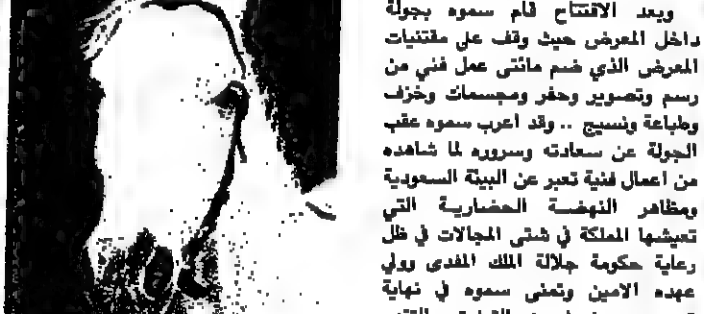 وبعد الافتتاح قام سموه بجولة
داخل المعرض حيث وقف على مقتنيات
المعرض الذي ضم مائتى عمل فني من
رسم وتصوير وحفر ومجسمات وخزف
وطباعة ونسيج .. وقد اعرب سموه عقب
الجولة عن سعادته وسروره لما شاهده
من اعمال فنية تعبر عن البيئة السعودية
ومظاهر النهضة الحضارية التي
تعيشها المملكة في شتى المجالات في ظل
رعاية حكومة جلالة الملك المفدى وولي
عهده الامين وتمنى سموه في نهاية